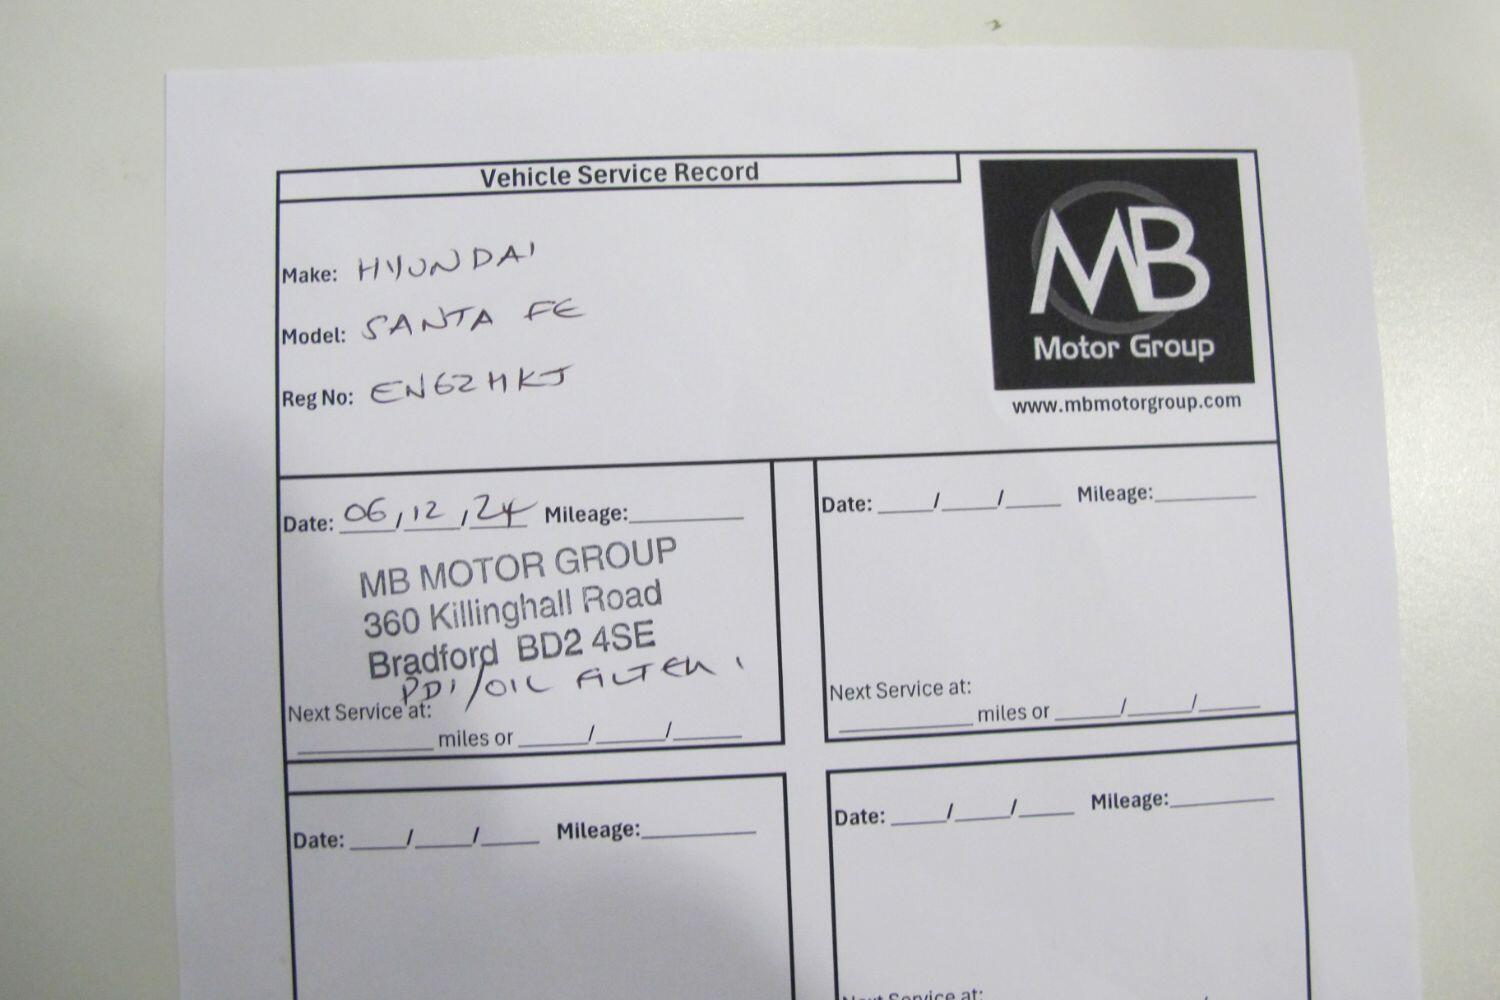 Vehicle Service Record
MB
Motor Group
www.mbmotorgroup.com
Make: HYUNDAI
Model: SANTA FE
Reg No: EN62HKJ
Date: 06/12/24 Mileage:
MB MOTOR GROUP
360 Killinghall Road
Bradford BD2 4SE
PDI/OIL FILTER
Next Service at:
miles or / /
Date: / / Mileage:
Next Service at:
miles or / /
Date: / / Mileage:
Date: / / Mileage:
Next Service at: